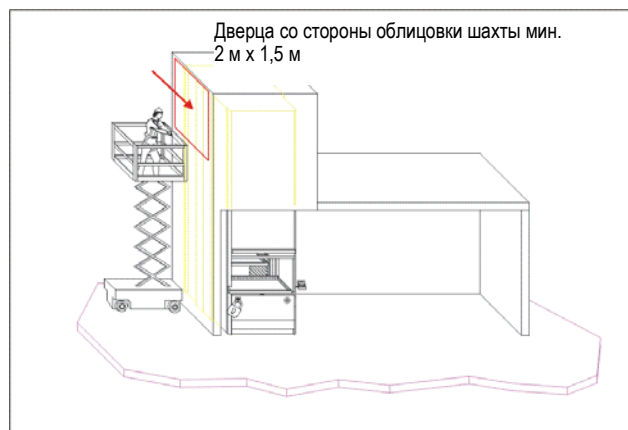 Дверца со стороны облицовки шахты мин.
2 м x 1,5 м